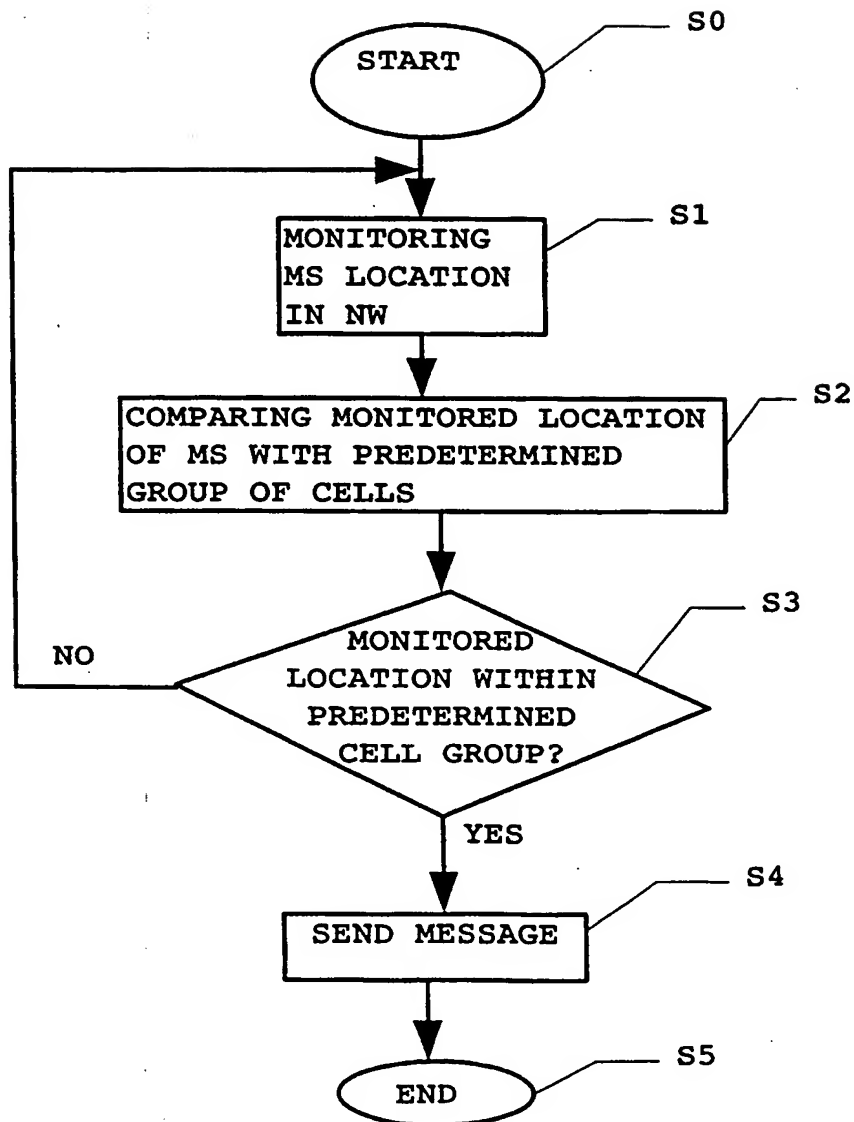 S0
START
S1
MONITORING
MS LOCATION
IN NW
S2
COMPARING MONITORED LOCATION
OF MS WITH PREDETERMINED
GROUP OF CELLS
S3
MONITORED
LOCATION WITHIN
PREDETERMINED
CELL GROUP?
NO
YES
S4
SEND MESSAGE
S5
END